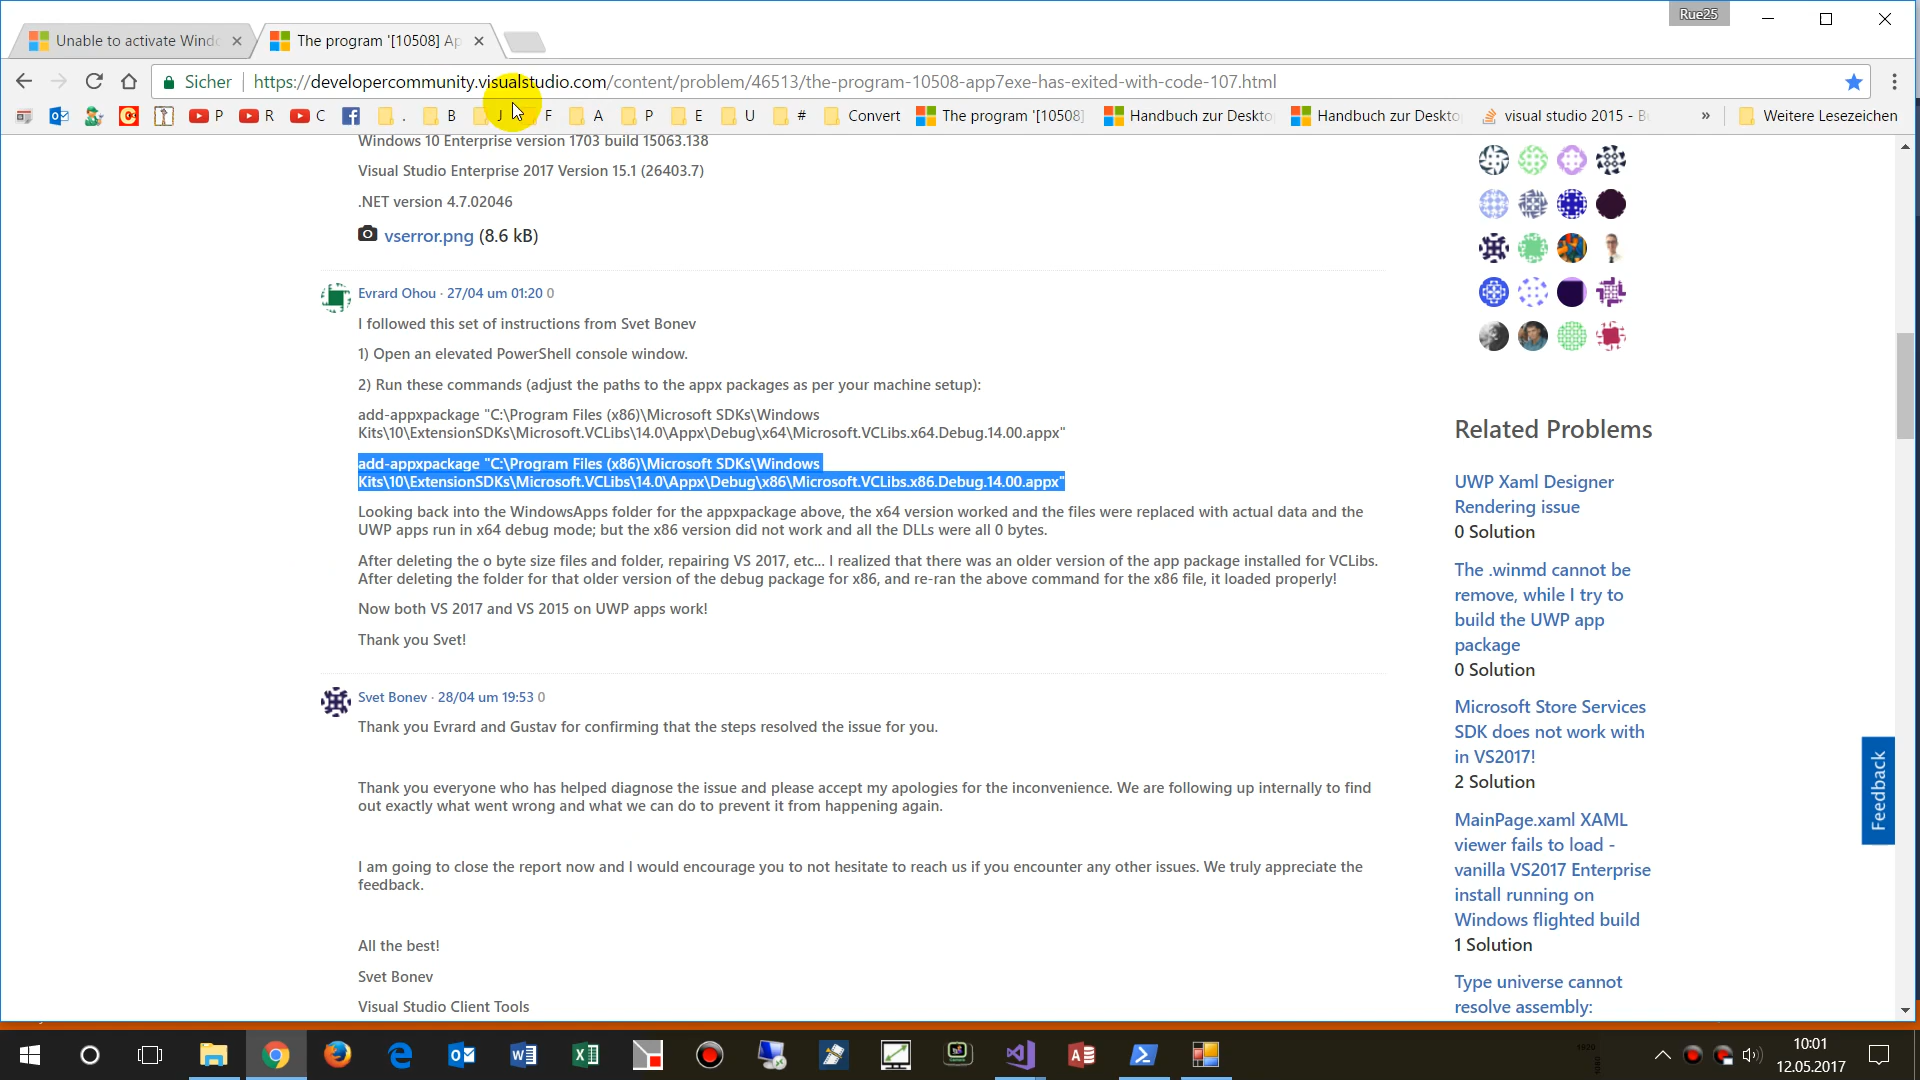 Rue25
Unable to activate Windo
The program '[10508] Ap
Sicher
https://developercommunity.visualstudio.com/content/problem/46513/the-program-10508-app7exe-has-exited-with-code-107.html
P R C . B J F A P E U # Convert The program '[10508] Handbuch zur Deskto Handbuch zur Deskto visual studio 2015 - B » Weitere Lesezeichen
Windows 10 Enterprise version 1703 build 15063.138
Visual Studio Enterprise 2017 Version 15.1 (26403.7)
.NET version 4.7.02046
vserror.png (8.6 kB)
Evrard Ohou · 27/04 um 01:20 0
I followed this set of instructions from Svet Bonev
1) Open an elevated PowerShell console window.
2) Run these commands (adjust the paths to the appx packages as per your machine setup):
add-appxpackage "C:\Program Files (x86)\Microsoft SDKs\Windows
Kits\10\ExtensionSDKs\Microsoft.VCLibs\14.0\Appx\Debug\x64\Microsoft.VCLibs.x64.Debug.14.00.appx"
add-appxpackage "C:\Program Files (x86)\Microsoft SDKs\Windows
Kits\10\ExtensionSDKs\Microsoft.VCLibs\14.0\Appx\Debug\x86\Microsoft.VCLibs.x86.Debug.14.00.appx"
Looking back into the WindowsApps folder for the appxpackage above, the x64 version worked and the files were replaced with actual data and the
UWP apps run in x64 debug mode; but the x86 version did not work and all the DLLs were all 0 bytes.
After deleting the o byte size files and folder, repairing VS 2017, etc... I realized that there was an older version of the app package installed for VCLibs.
After deleting the folder for that older version of the debug package for x86, and re-ran the above command for the x86 file, it loaded properly!
Now both VS 2017 and VS 2015 on UWP apps work!
Thank you Svet!
Svet Bonev · 28/04 um 19:53 0
Thank you Evrard and Gustav for confirming that the steps resolved the issue for you.
Thank you everyone who has helped diagnose the issue and please accept my apologies for the inconvenience. We are following up internally to find
out exactly what went wrong and what we can do to prevent it from happening again.
I am going to close the report now and I would encourage you to not hesitate to reach us if you encounter any other issues. We truly appreciate the
feedback.
All the best!
Svet Bonev
Visual Studio Client Tools
Related Problems
UWP Xaml Designer
Rendering issue
0 Solution
The .winmd cannot be
remove, while I try to
build the UWP app
package
0 Solution
Microsoft Store Services
SDK does not work with
in VS2017!
2 Solution
MainPage.xaml XAML
viewer fails to load -
vanilla VS2017 Enterprise
install running on
Windows flighted build
1 Solution
Type universe cannot
resolve assembly:
Feedback
10:01
12.05.2017